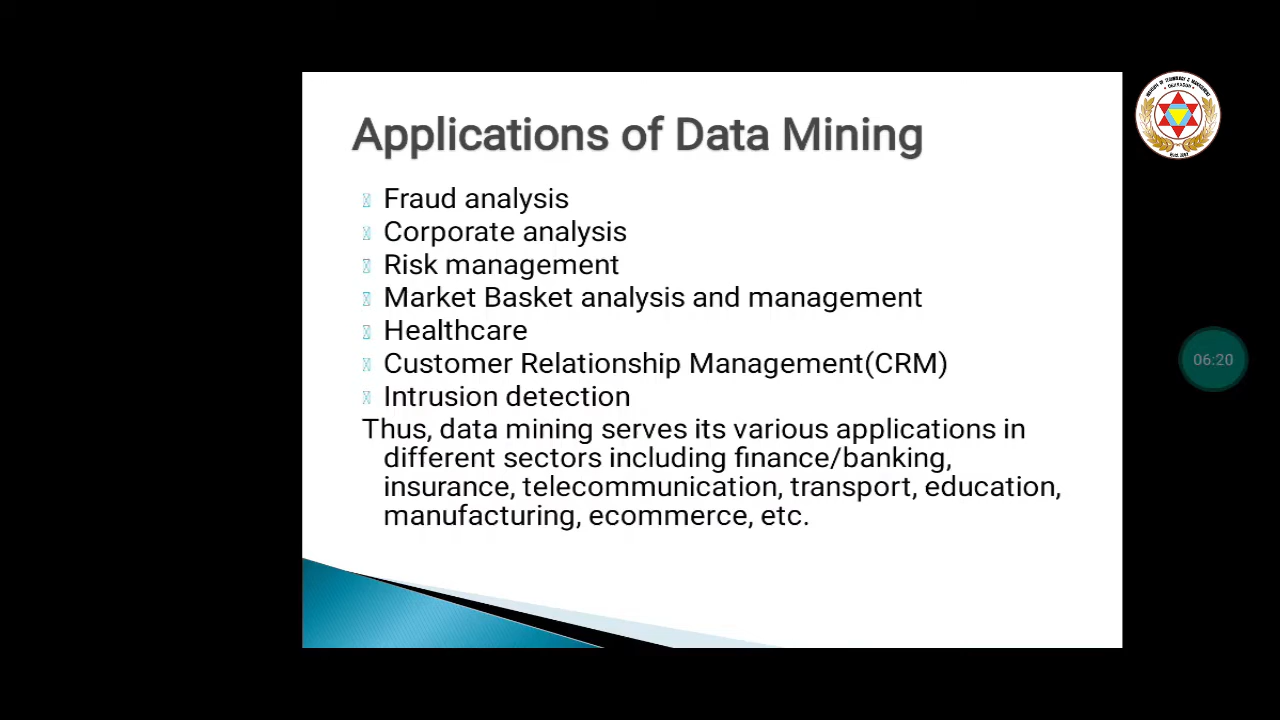 Applications of Data Mining
Fraud analysis
Corporate analysis
Risk management
Market Basket analysis and management
Healthcare
Customer Relationship Management(CRM)
Intrusion detection
Thus, data mining serves its various applications in
different sectors including finance/banking,
insurance, telecommunication, transport, education,
manufacturing, ecommerce, etc.
06:20